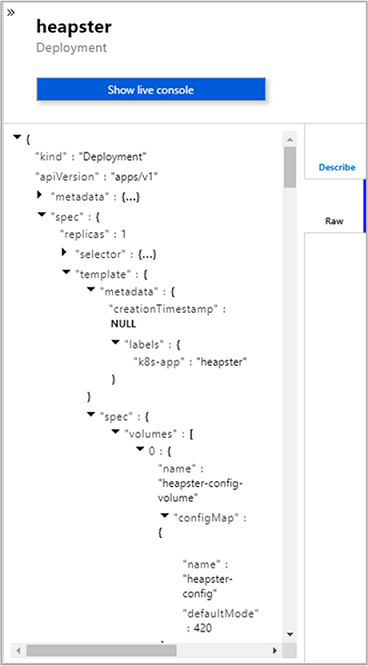 »
heapster
Deployment
Show live console
{
"kind" : "Deployment"
"apiVersion" : "apps/v1"
"metadata" : {...}
"spec" : {
"replicas" : 1
"selector" : {...}
"template" : {
"metadata" : {
"creationTimestamp" :
NULL
"labels" : {
"k8s-app" : "heapster"
}
}
"spec" : {
"volumes" : [
0 : {
"name" :
"heapster-config-
volume"
"configMap" :
{
"name" :
"heapster-
config"
"defaultMode"
: 420
Describe
Raw